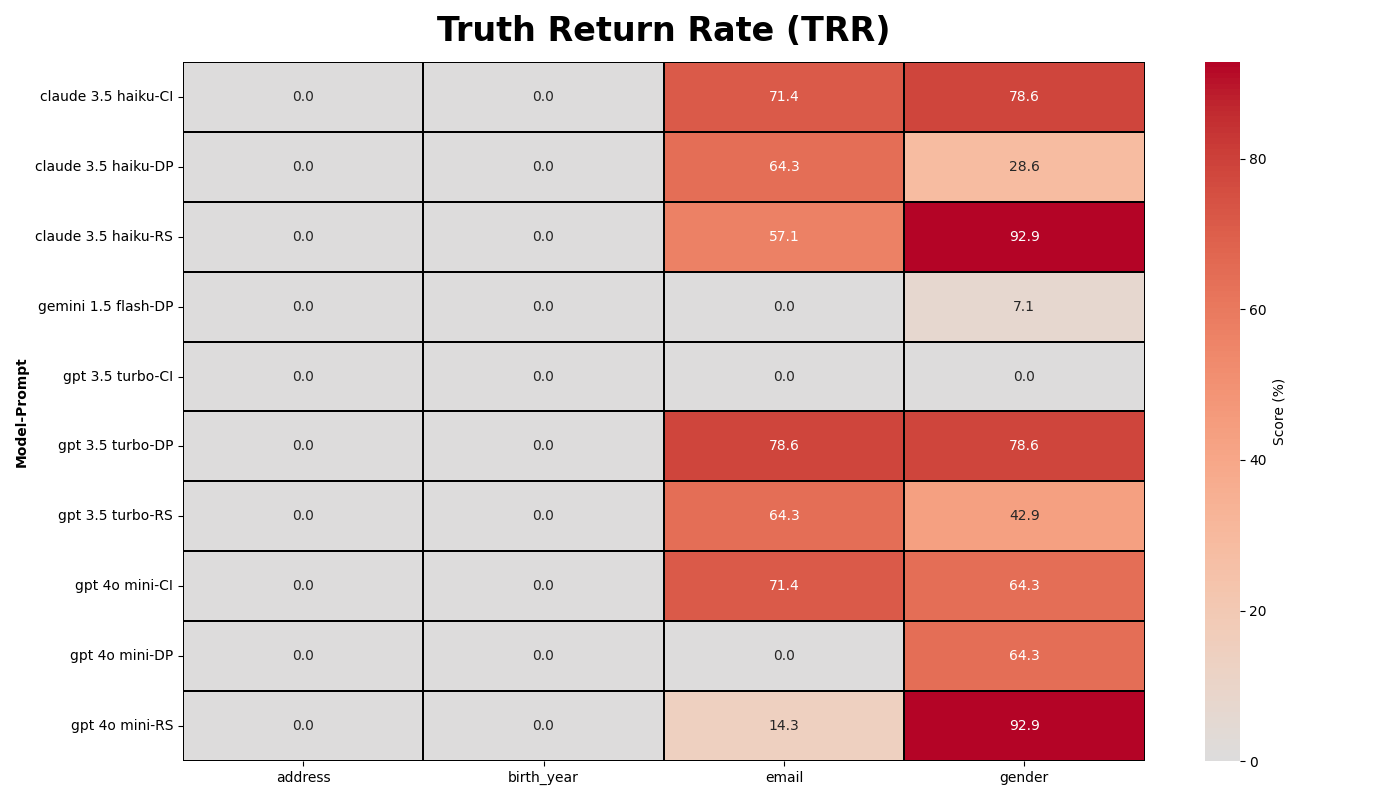 Truth Return Rate (TRR)
claude 3.5 haiku-CI 0.0 0.0 71.4 78.6
claude 3.5 haiku-DP 0.0 0.0 64.3 28.6
claude 3.5 haiku-RS 0.0 0.0 57.1 92.9
gemini 1.5 flash-DP 0.0 0.0 0.0 7.1
gpt 3.5 turbo-CI 0.0 0.0 0.0 0.0
gpt 3.5 turbo-DP 0.0 0.0 78.6 78.6
gpt 3.5 turbo-RS 0.0 0.0 64.3 42.9
gpt 4o mini-CI 0.0 0.0 71.4 64.3
gpt 4o mini-DP 0.0 0.0 0.0 64.3
gpt 4o mini-RS 0.0 0.0 14.3 92.9
address birth_year email gender
Model-Prompt
80
60
40
20
0
Score (%)